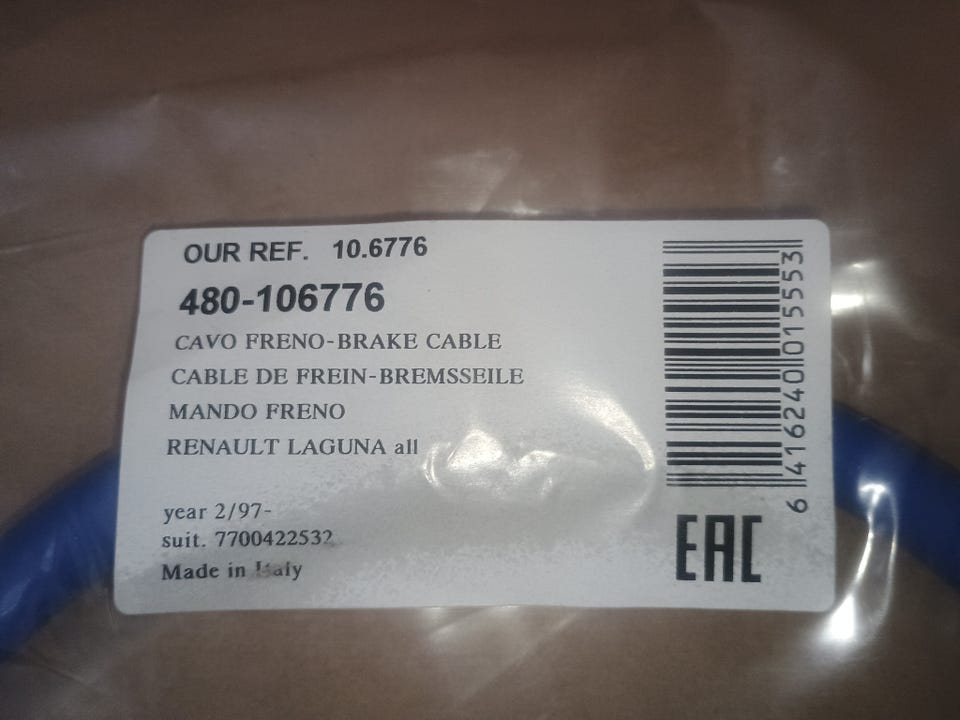 OUR REF. 10.6776
480-106776
CAVO FRENO-BRAKE CABLE
CABLE DE FREIN-BREMSSEILE
MANDO FRENO
RENAULT LAGUNA all
year 2/97-
suit. 7700422532
Made in Italy
6 416240 015553
EAC